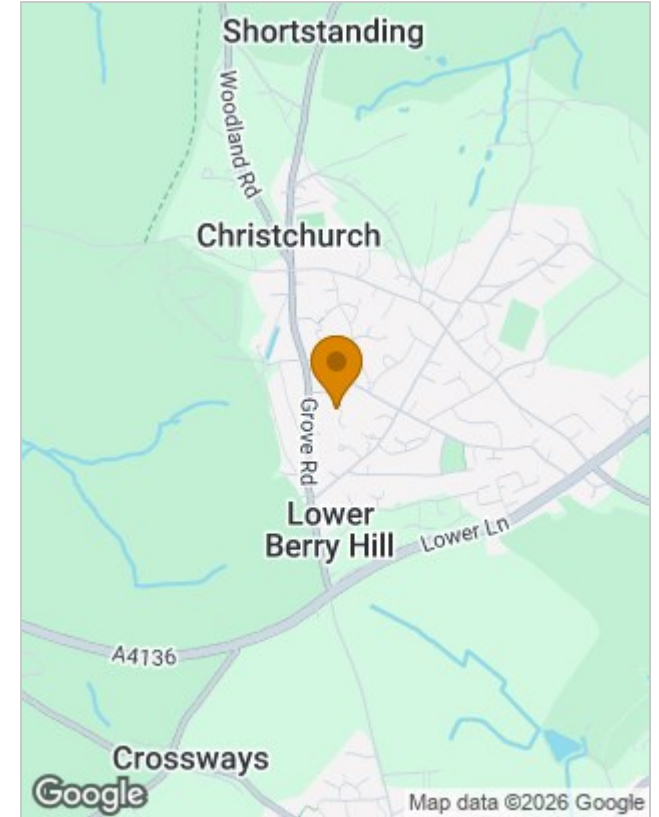 Shortstanding
Woodland Rd
Christchurch
Grove Rd
Lower
Berry Hill
Lower Ln
A4136
Crossways
Google
Map data ©2026 Google